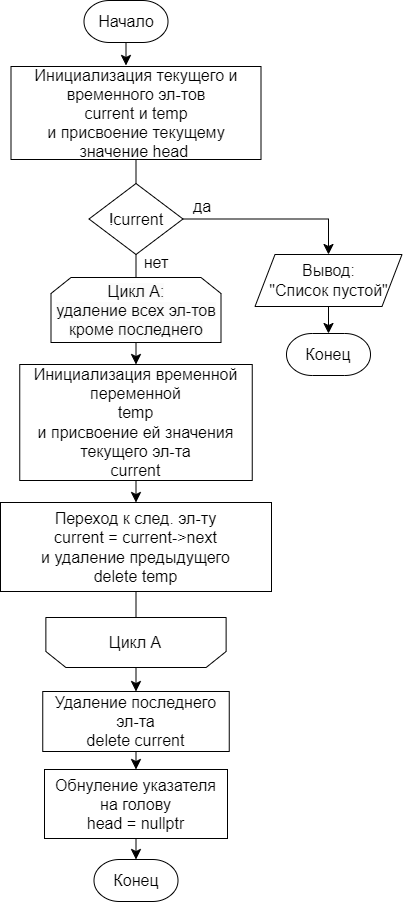 Начало
Инициализация текущего и
временного эл-тов
current и temp
и присвоение текущему
значение head
!current
да
нет
Вывод:
"Список пустой"
Конец
Цикл А:
удаление всех эл-тов
кроме последнего
Инициализация временной
переменной
temp
и присвоение ей значения
текущего эл-та
current
Переход к след. эл-ту
current = current->next
и удаление предыдущего
delete temp
Цикл А
Удаление последнего
эл-та
delete current
Обнуление указателя
на голову
head = nullptr
Конец